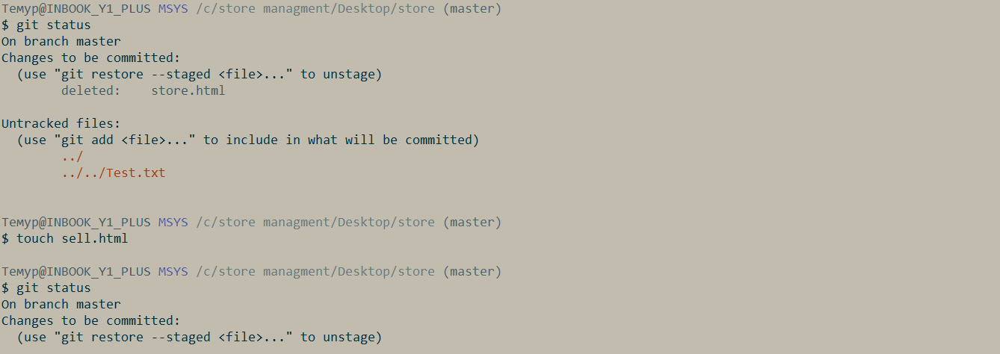 Темур@INBOOK_Y1_PLUS MSYS /c/store managment/Desktop/store (master)
$ git status
On branch master
Changes to be committed:
  (use "git restore --staged <file>..." to unstage)
        deleted:    store.html

Untracked files:
  (use "git add <file>..." to include in what will be committed)
        ../
        ../../Test.txt

Темур@INBOOK_Y1_PLUS MSYS /c/store managment/Desktop/store (master)
$ touch sell.html

Темур@INBOOK_Y1_PLUS MSYS /c/store managment/Desktop/store (master)
$ git status
On branch master
Changes to be committed:
  (use "git restore --staged <file>..." to unstage)